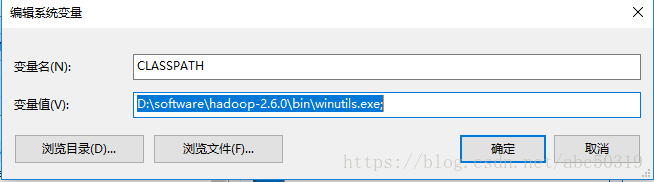 编辑系统变量
变量名(N):
CLASSPATH
变量值(V):
D:\software\hadoop-2.6.0\bin\winutils.exe;
浏览目录(D)...
浏览文件(F)...
确定
取消
https://blog.csdn.net/abc50319